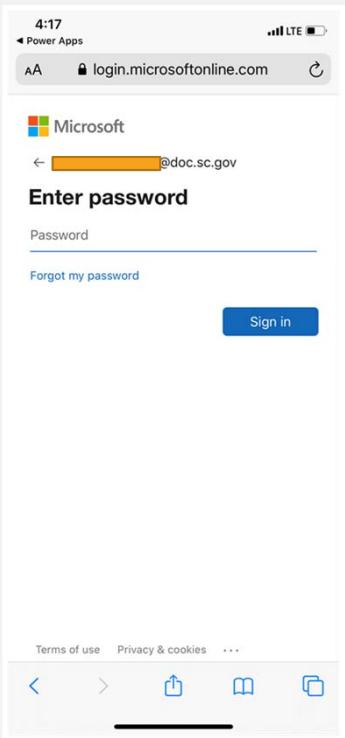 4:17
LTE
◀ Power Apps
AA login.microsoftonline.com
Microsoft
← @doc.sc.gov
Enter password
Password
Forgot my password
Sign in
Terms of use Privacy & cookies ...